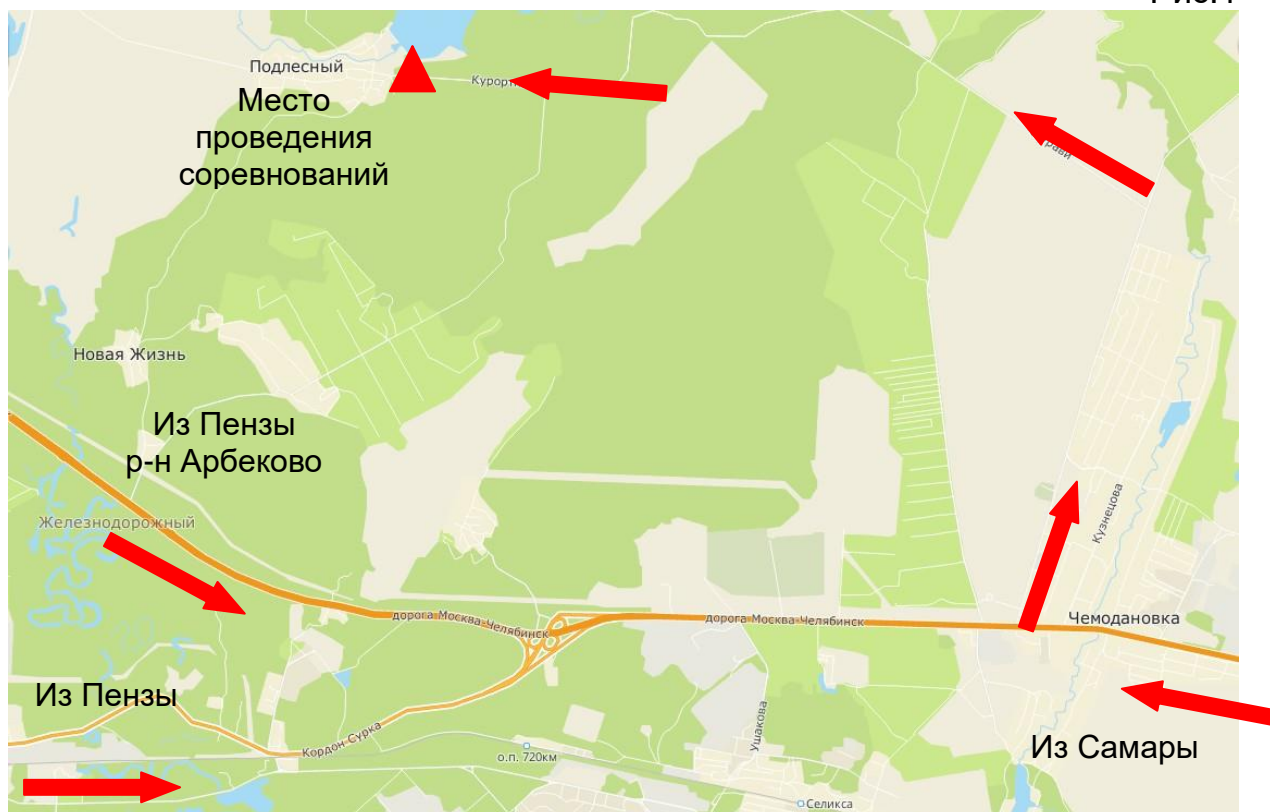 Подлесный
Место
проведения
соревнований
Новая Жизнь
Из Пензы
р-н Арбеково
Железнодорожный
Кузнецова
дорога Москва-Челябинск
дорога Москва-Челябинск
Чемодановка
Из Пензы
Кордон Сурка
Ушакова
о.п. 720км
Из Самары
Селикса